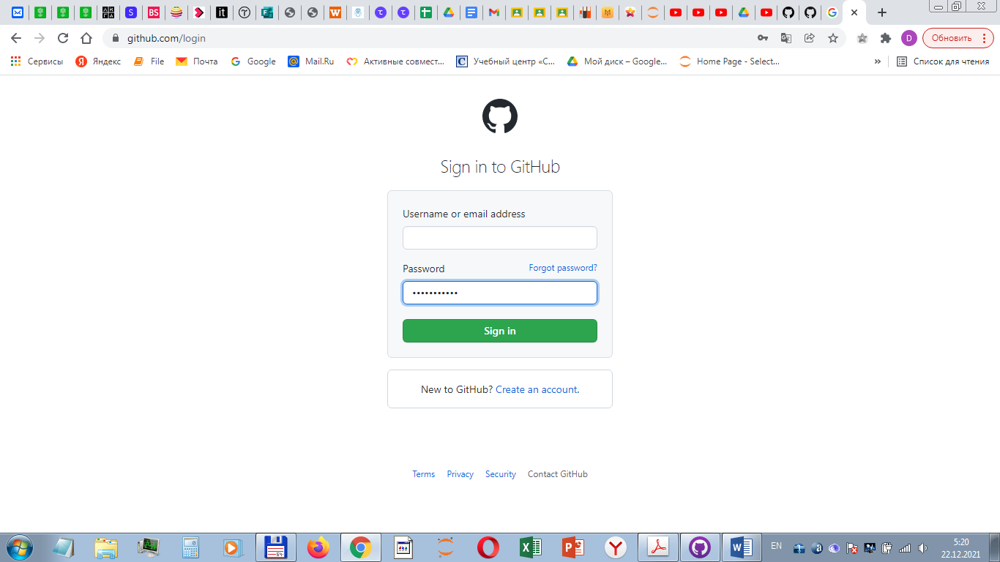 github.com/login
D
Обновить
Сервисы
Яндекс
File
Почта
Google
Mail.Ru
Активные совмест...
Учебный центр «С...
Мой диск – Google...
Home Page - Select...
»
Список для чтения
Sign in to GitHub
Username or email address
Password
Forgot password?
•••••••••••
Sign in
New to GitHub? Create an account.
Terms
Privacy
Security
Contact GitHub
EN
5:20
22.12.2021